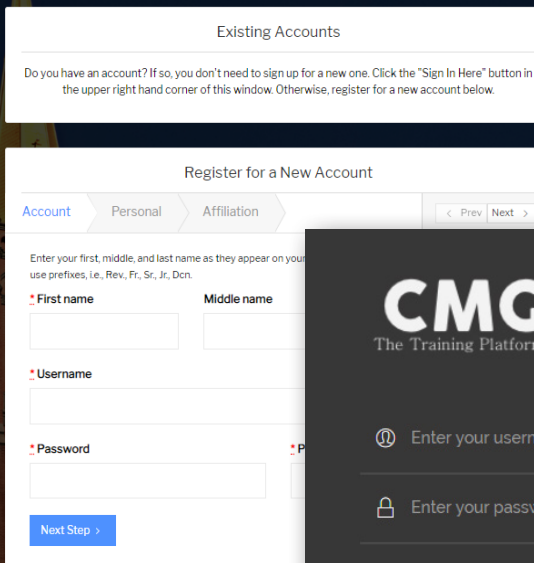 Existing Accounts
Do you have an account? If so, you don't need to sign up for a new one. Click the "Sign In Here" button in
the upper right hand corner of this window. Otherwise, register for a new account below.
Register for a New Account
Account Personal Affiliation
< Prev Next >
Enter your first, middle, and last name as they appear on your
use prefixes, i.e., Rev., Fr., Sr., Jr., Dcn.
* First name Middle name
* Username
* Password * P
Next Step >
CMG
The Training Platform
Enter your usern
Enter your passw